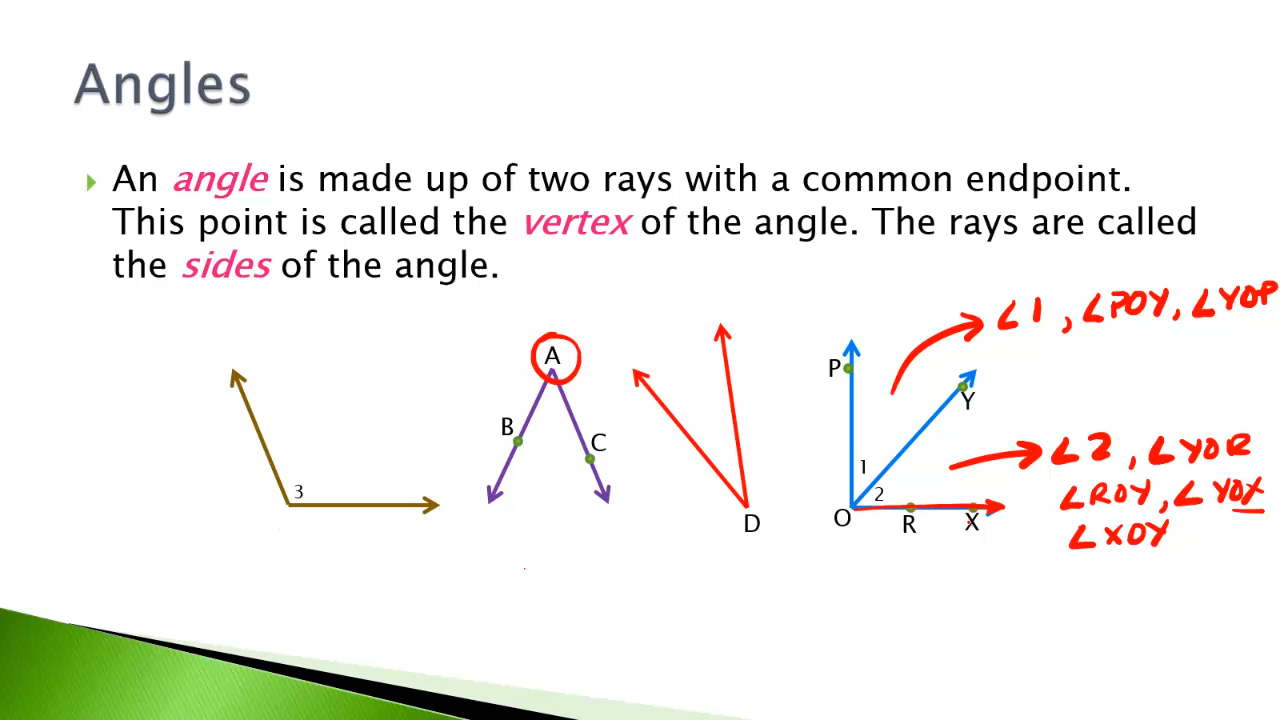 Angles
An angle is made up of two rays with a common endpoint.
This point is called the vertex of the angle. The rays are called
the sides of the angle.
∠1, ∠POY, ∠YOP
A
P
Y
B
C
∠2, ∠YOR
1
3
2
∠ROY, ∠YOX
O
R
X
D
∠XOY